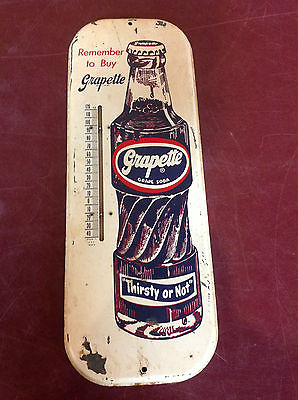 Remember
to Buy
Grapette
Grapette
GRAPE SODA
"Thirsty or Not"